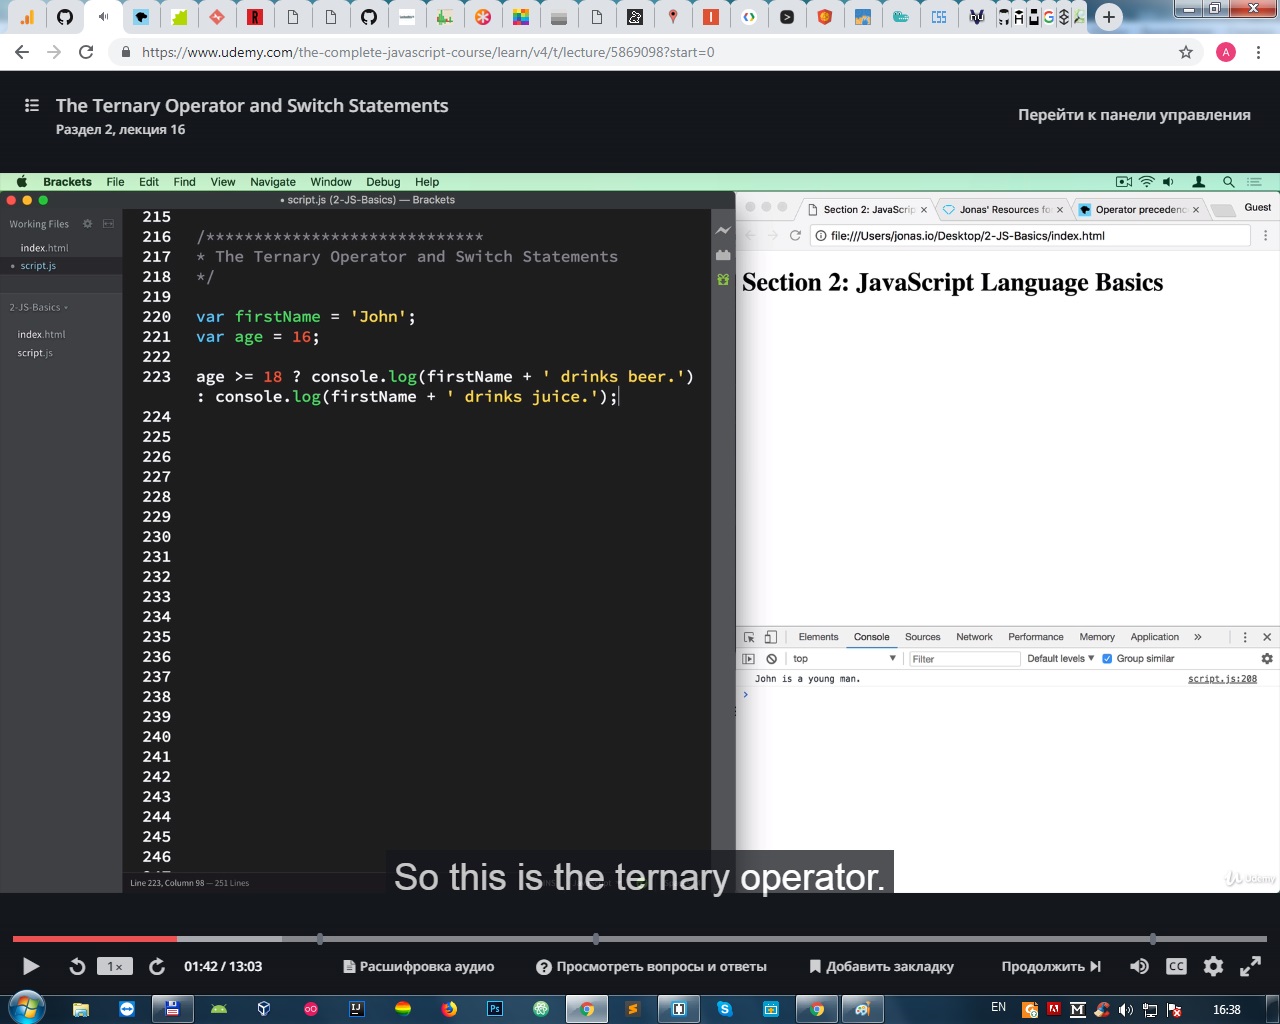 https://www.udemy.com/the-complete-javascript-course/learn/v4/t/lecture/5869098?start=0
A
The Ternary Operator and Switch Statements
Раздел 2, лекция 16
Перейти к панели управления
Brackets File Edit Find View Navigate Window Debug Help
• script.js (2-JS-Basics) — Brackets
Working Files
index.html
• script.js
2-JS-Basics
index.html
script.js
215
216 /*****************************
217 * The Ternary Operator and Switch Statements
218 */
219
220 var firstName = 'John';
221 var age = 16;
222
223 age >= 18 ? console.log(firstName + ' drinks beer.')
: console.log(firstName + ' drinks juice.');
224
225
226
227
228
229
230
231
232
233
234
235
236
237
238
239
240
241
242
243
244
245
246
Line 223, Column 98 — 251 Lines
Section 2: JavaScrip
Jonas' Resources fo
Operator precedenc
Guest
file:///Users/jonas.io/Desktop/2-JS-Basics/index.html
Section 2: JavaScript Language Basics
Elements Console Sources Network Performance Memory Application »
top Filter Default levels Group similar
John is a young man. script.js:208
So this is the ternary operator.
Udemy
1× 01:42 / 13:03 Расшифровка аудио Просмотреть вопросы и ответы Добавить закладку Продолжить CC
EN 16:38